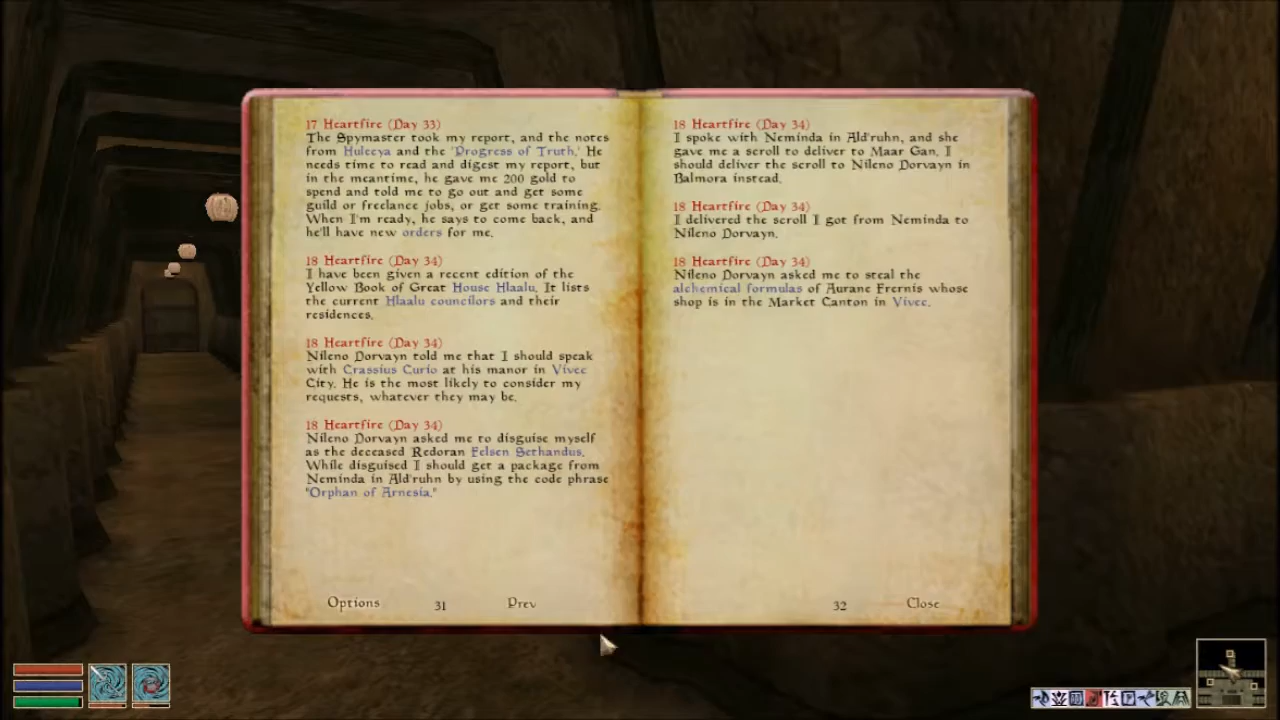 17 Heartfire (Day 33)
The Spymaster took my report, and the notes
from Huleeya and the 'Progress of Truth.' He
needs time to read and digest my report, but
in the meantime, he gave me 200 gold to
spend and told me to go out and get some
guild or freelance jobs, or get some training.
When I'm ready, he says to come back, and
he'll have new orders for me.
18 Heartfire (Day 34)
I have been given a recent edition of the
Yellow Book of Great House Hlaalu. It lists
the current Hlaalu councilors and their
residences.
18 Heartfire (Day 34)
Nileno Dorvayn told me that I should speak
with Crassius Curio at his manor in Vivec
City. He is the most likely to consider my
requests, whatever they may be.
18 Heartfire (Day 34)
Nileno Dorvayn asked me to disguise myself
as the deceased Redoran Felsen Sethandus.
While disguised I should get a package from
Neminda in Ald'ruhn by using the code phrase
"Orphan of Arnesia."
Options 31 Prev
18 Heartfire (Day 34)
I spoke with Neminda in Ald'ruhn, and she
gave me a scroll to deliver to Maar Gan. I
should deliver the scroll to Nileno Dorvayn in
Balmora instead.
18 Heartfire (Day 34)
I delivered the scroll I got from Neminda to
Nileno Dorvayn.
18 Heartfire (Day 34)
Nileno Dorvayn asked me to steal the
alchemical formulas of Aurane Frernis whose
shop is in the Market Canton in Vivec.
32 Close